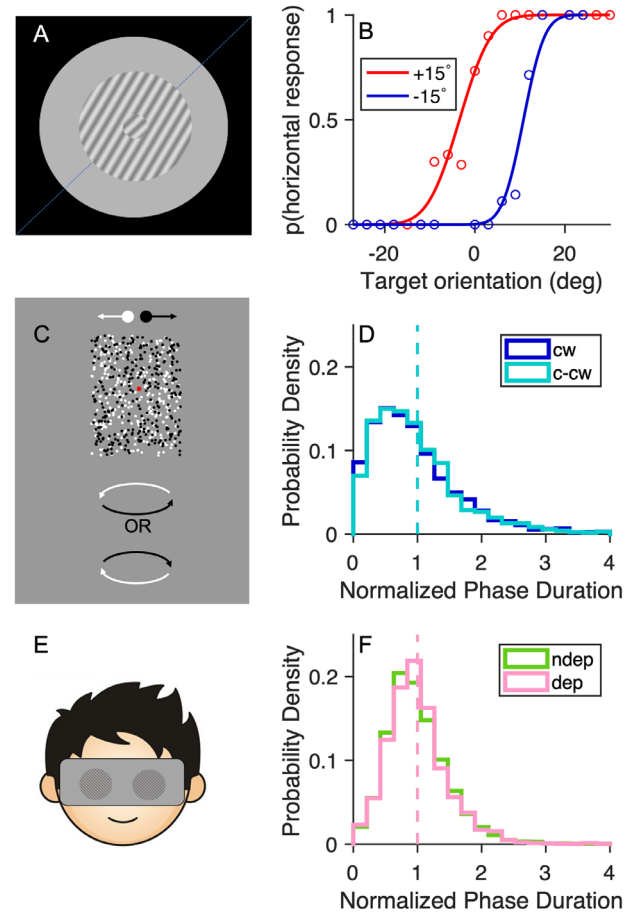 A
B
p(horizontal response)
1
0.5
0
+15°
-15°
-20
0
20
Target orientation (deg)
C
OR
D
Probability Density
0.2
0.1
0
cw
c-cw
0
1
2
3
4
Normalized Phase Duration
E
F
Probability Density
0.2
0.1
0
ndep
dep
0
1
2
3
4
Normalized Phase Duration